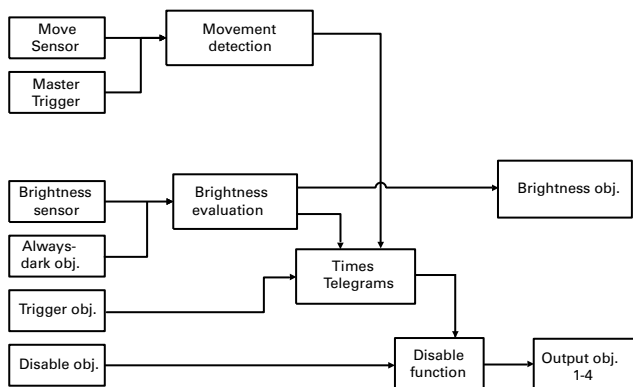 Move
Sensor
Movement
detection
Master
Trigger
Brightness
sensor
Brightness
evaluation
Brightness obj.
Always-
dark obj.
Times
Telegrams
Trigger obj.
Disable obj.
Disable
function
Output obj.
1-4